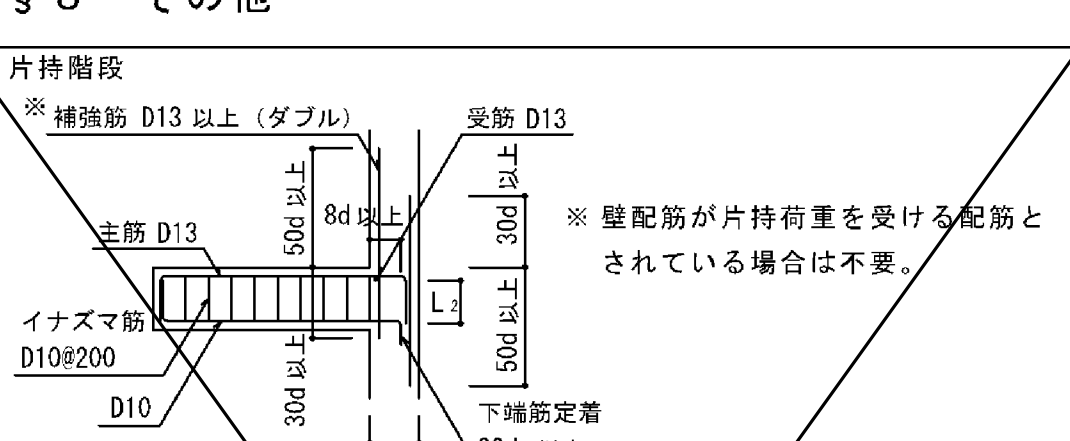 その他
片持階段
※ 補強筋 D13 以上（ダブル）
受筋 D13
50d 以上
8d 以上
30d 以上
※ 壁配筋が片持荷重を受ける配筋と
されている場合は不要。
主筋 D13
L2
イナズマ筋
D10@200
50d 以上
30d 以上
D10
下端筋定着